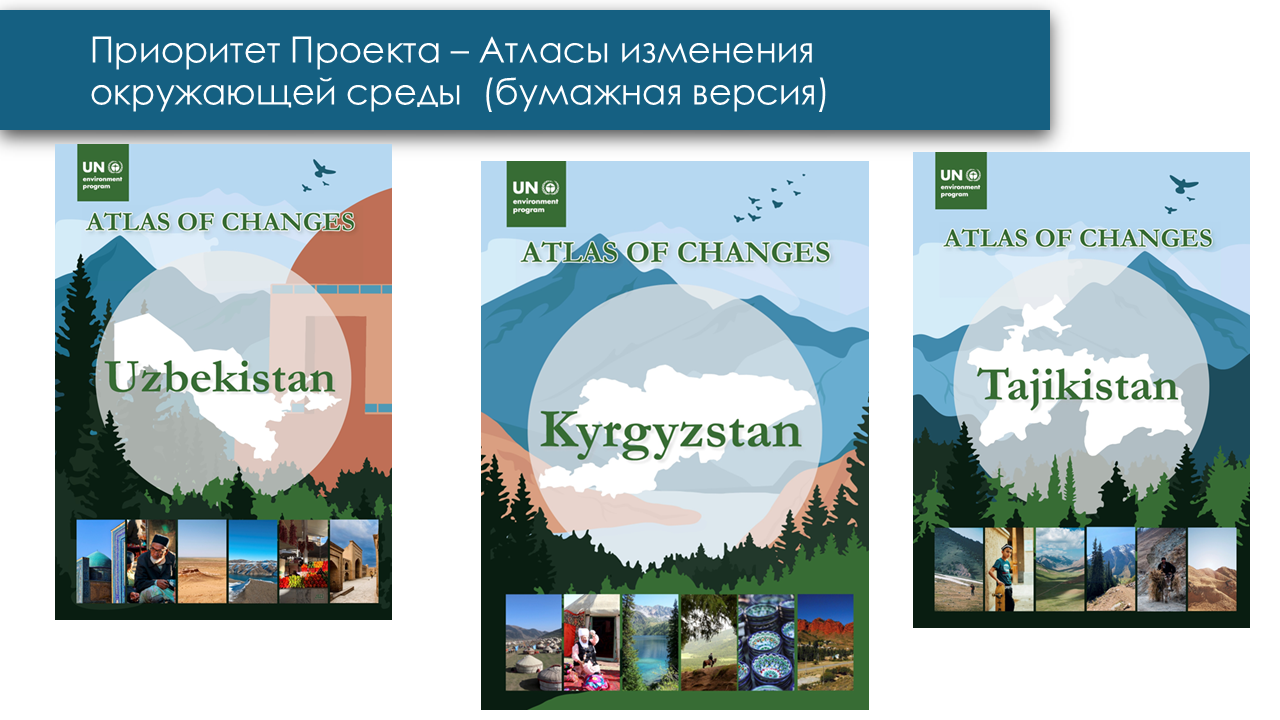 Приоритет Проекта – Атласы изменения
окружающей среды (бумажная версия)
UN
environment
program
ATLAS OF CHANGES
Uzbekistan
UN
environment
program
ATLAS OF CHANGES
Kyrgyzstan
UN
environment
program
ATLAS OF CHANGES
Tajikistan